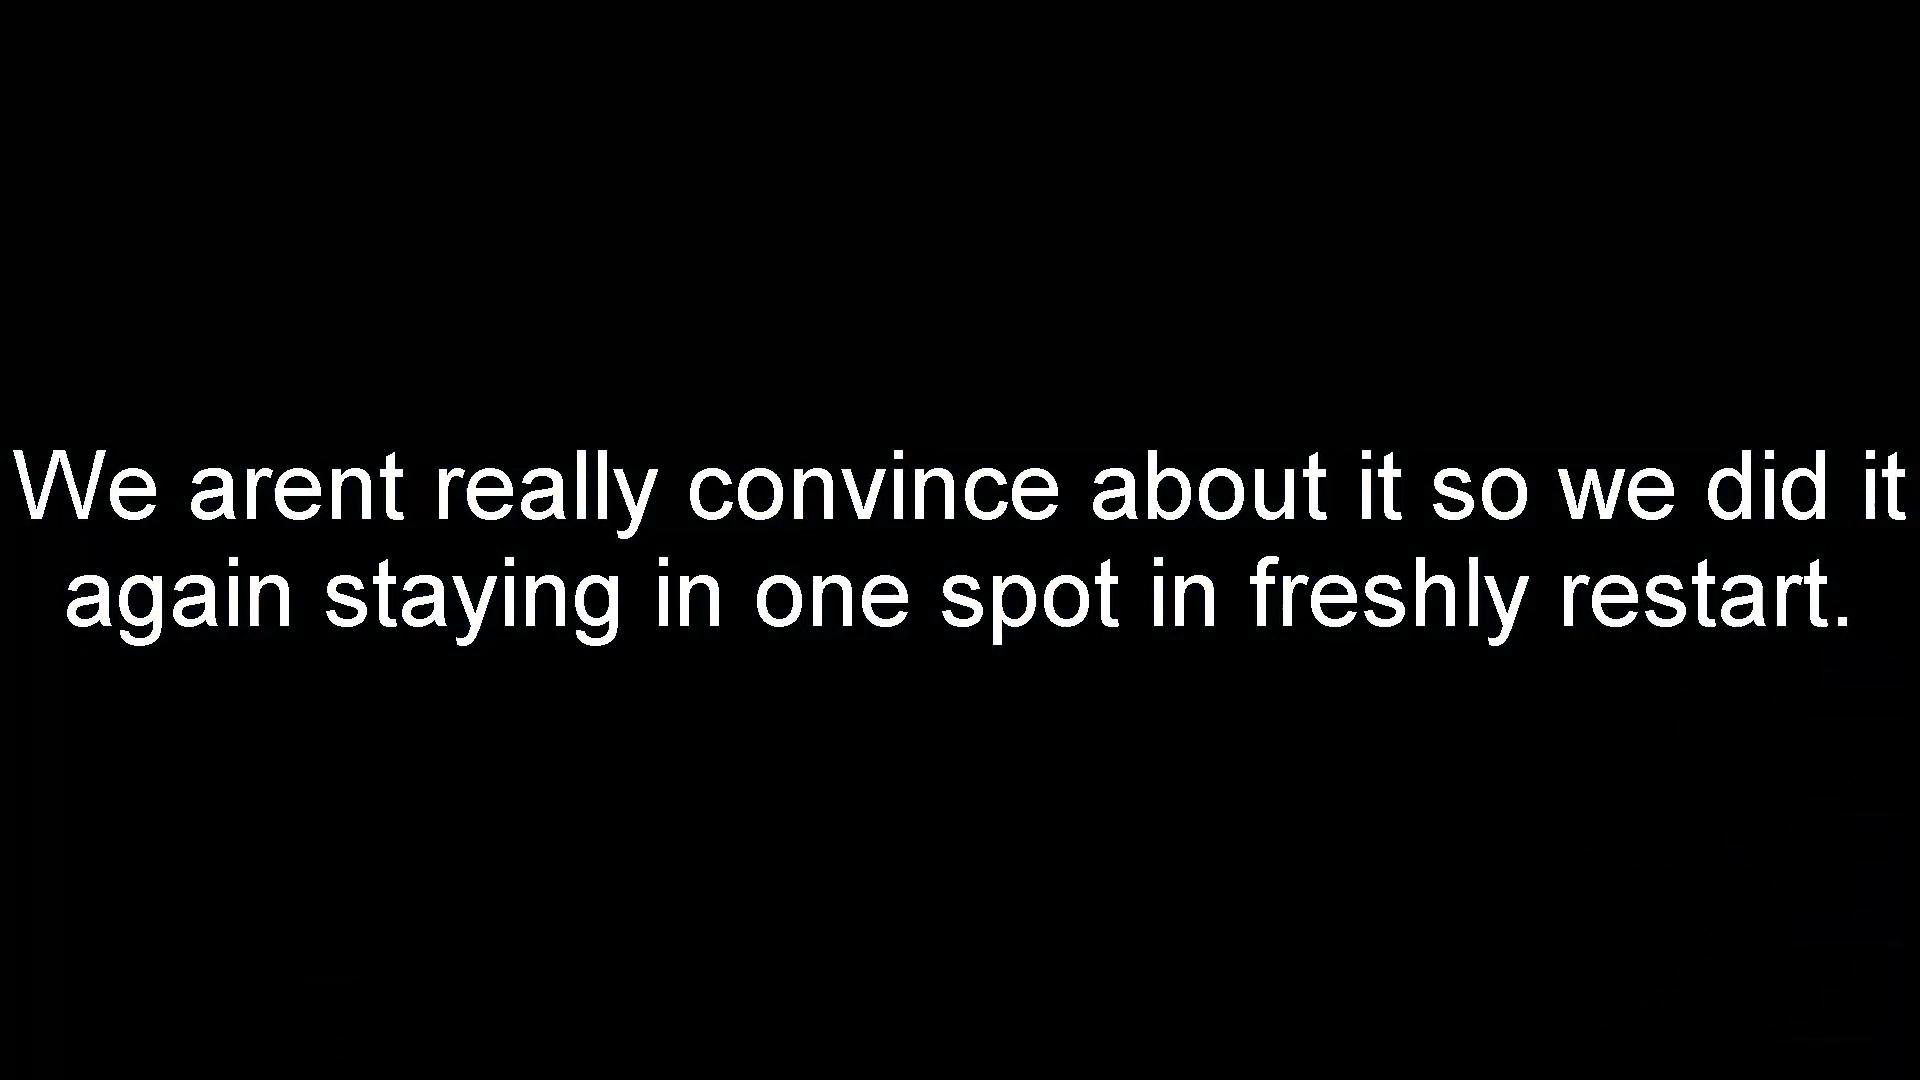 We arent really convince about it so we did it
again staying in one spot in freshly restart.